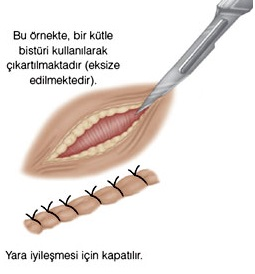 Bu örnekte, bir kütle
bistüri kullanılarak
çıkartılmaktadır (eksize
edilmektedir).
Yara iyileşmesi için kapatılır.